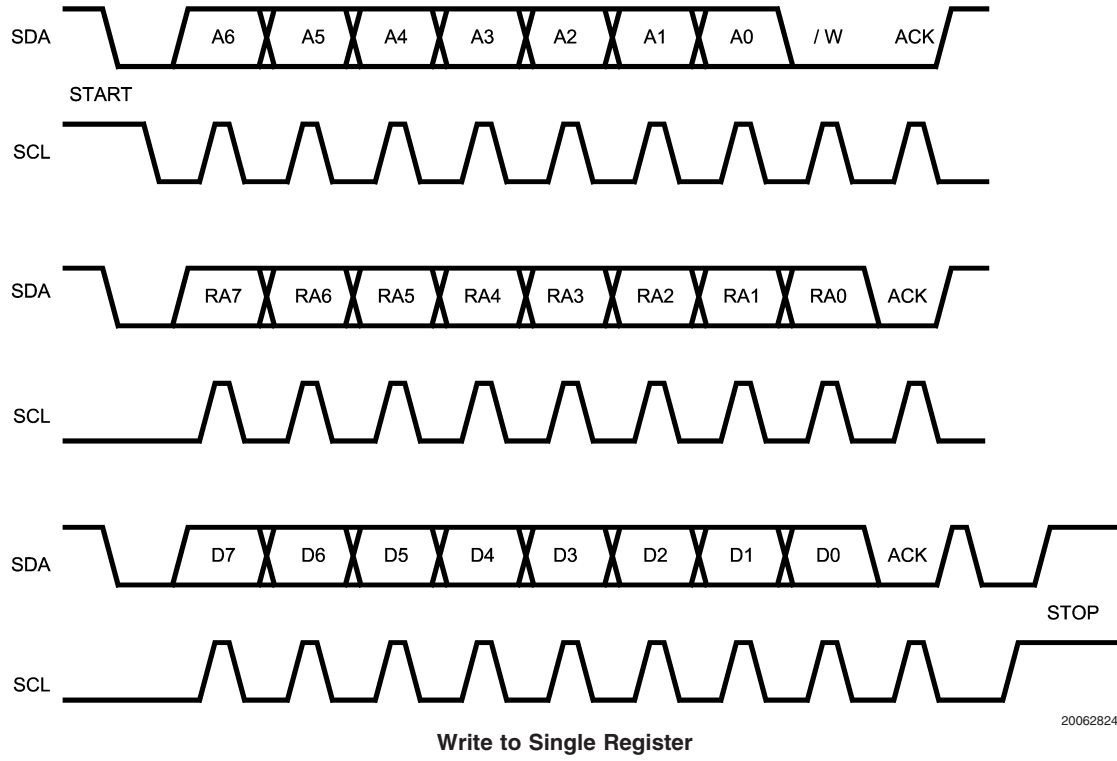 SDA A6 A5 A4 A3 A2 A1 A0 / W ACK
START
SCL
SDA RA7 RA6 RA5 RA4 RA3 RA2 RA1 RA0 ACK
SCL
SDA D7 D6 D5 D4 D3 D2 D1 D0 ACK
STOP
SCL
20062824
Write to Single Register